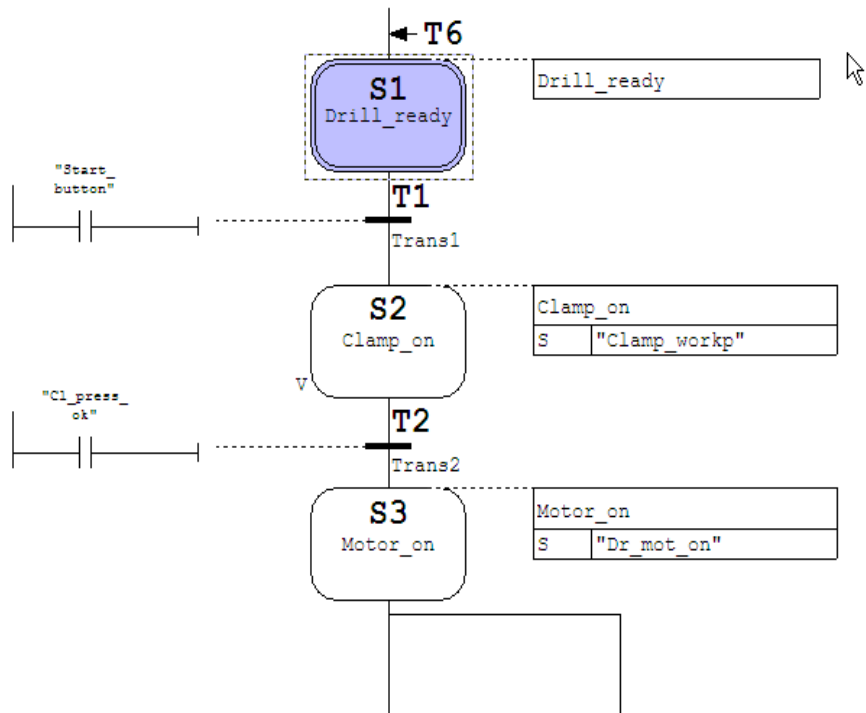 T6
S1
Drill_ready
Drill_ready
"Start_
button"
T1
Trans1
S2
Clamp_on
V
Clamp_on
S "Clamp_workp"
"Cl_press_
ok"
T2
Trans2
S3
Motor_on
Motor_on
S "Dr_mot_on"